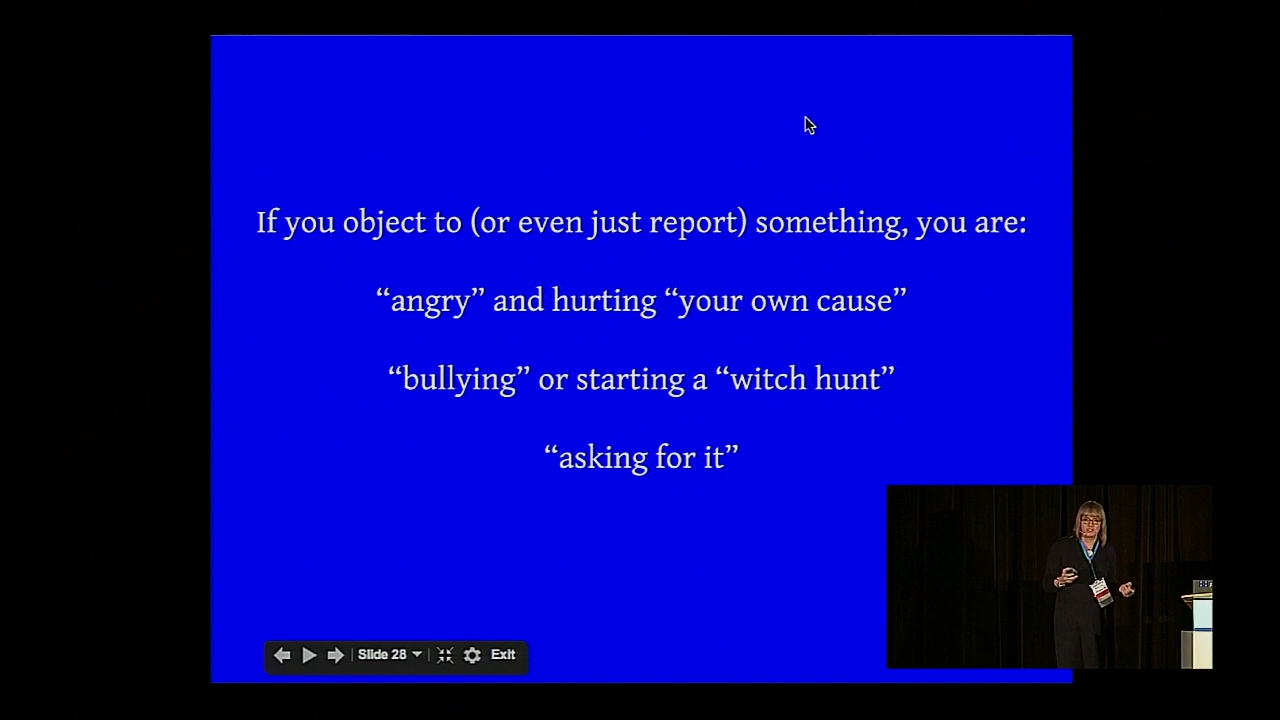 If you object to (or even just report) something, you are:
“angry” and hurting “your own cause”
“bullying” or starting a “witch hunt”
“asking for it”
Slide 28
Exit